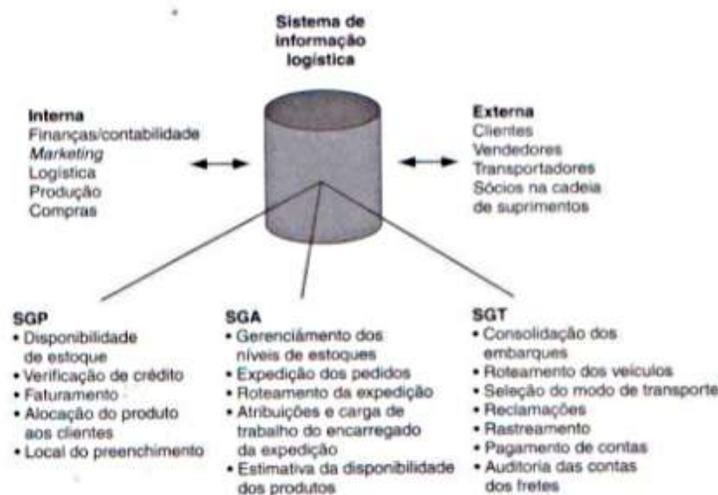 Sistema de
informação
logística
Interna
Finanças/contabilidade
Marketing
Logística
Produção
Compras
Externa
Clientes
Vendedores
Transportadores
Sócios na cadeia
de suprimentos
SGP
• Disponibilidade
de estoque
• Verificação de crédito
• Faturamento
• Alocação do produto
aos clientes
• Local do preenchimento
SGA
• Gerenciamento dos
níveis de estoques
• Expedição dos pedidos
• Roteamento da expedição
• Atribuições e carga de
trabalho do encarregado
da expedição
• Estimativa da disponibilidade
dos produtos
SGT
• Consolidação dos
embarques
• Roteamento dos veículos
• Seleção do modo de transporte
• Reclamações
• Rastreamento
• Pagamento de contas
• Auditoria das contas
dos fretes